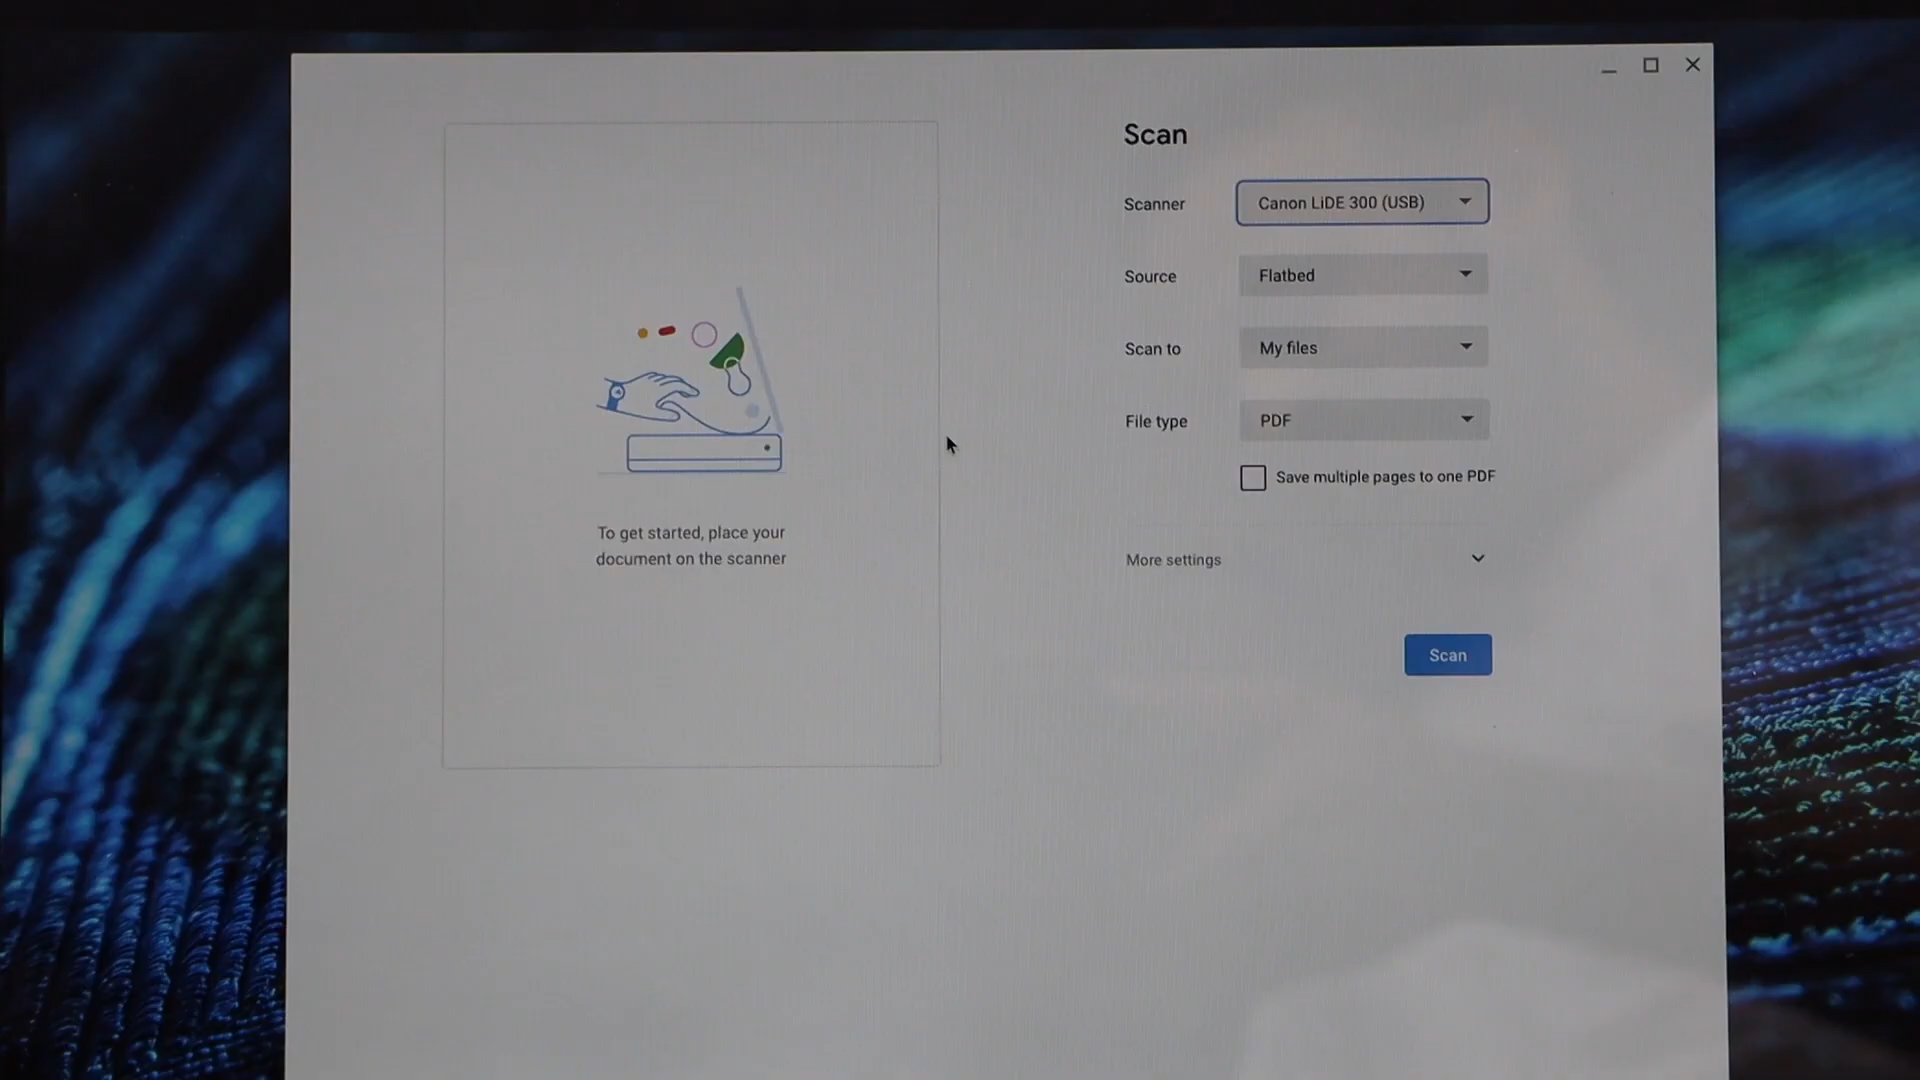 Scan
Scanner
Canon LiDE 300 (USB)
Source
Flatbed
Scan to
My files
File type
PDF
Save multiple pages to one PDF
To get started, place your
document on the scanner
More settings
Scan